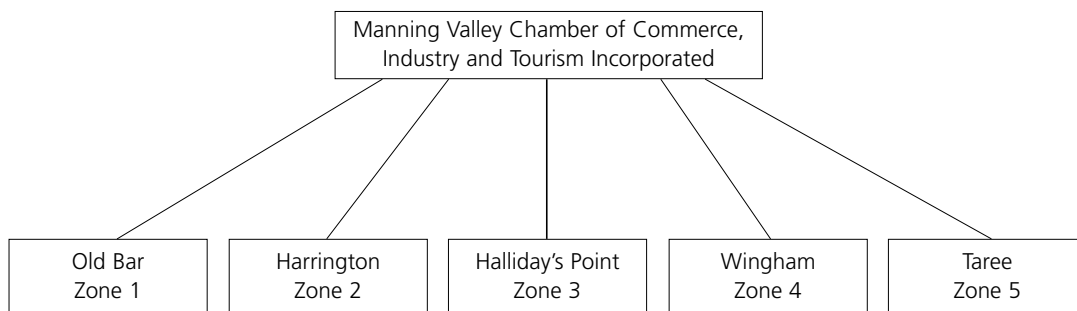 Manning Valley Chamber of Commerce,
Industry and Tourism Incorporated
Old Bar
Zone 1
Harrington
Zone 2
Halliday's Point
Zone 3
Wingham
Zone 4
Taree
Zone 5